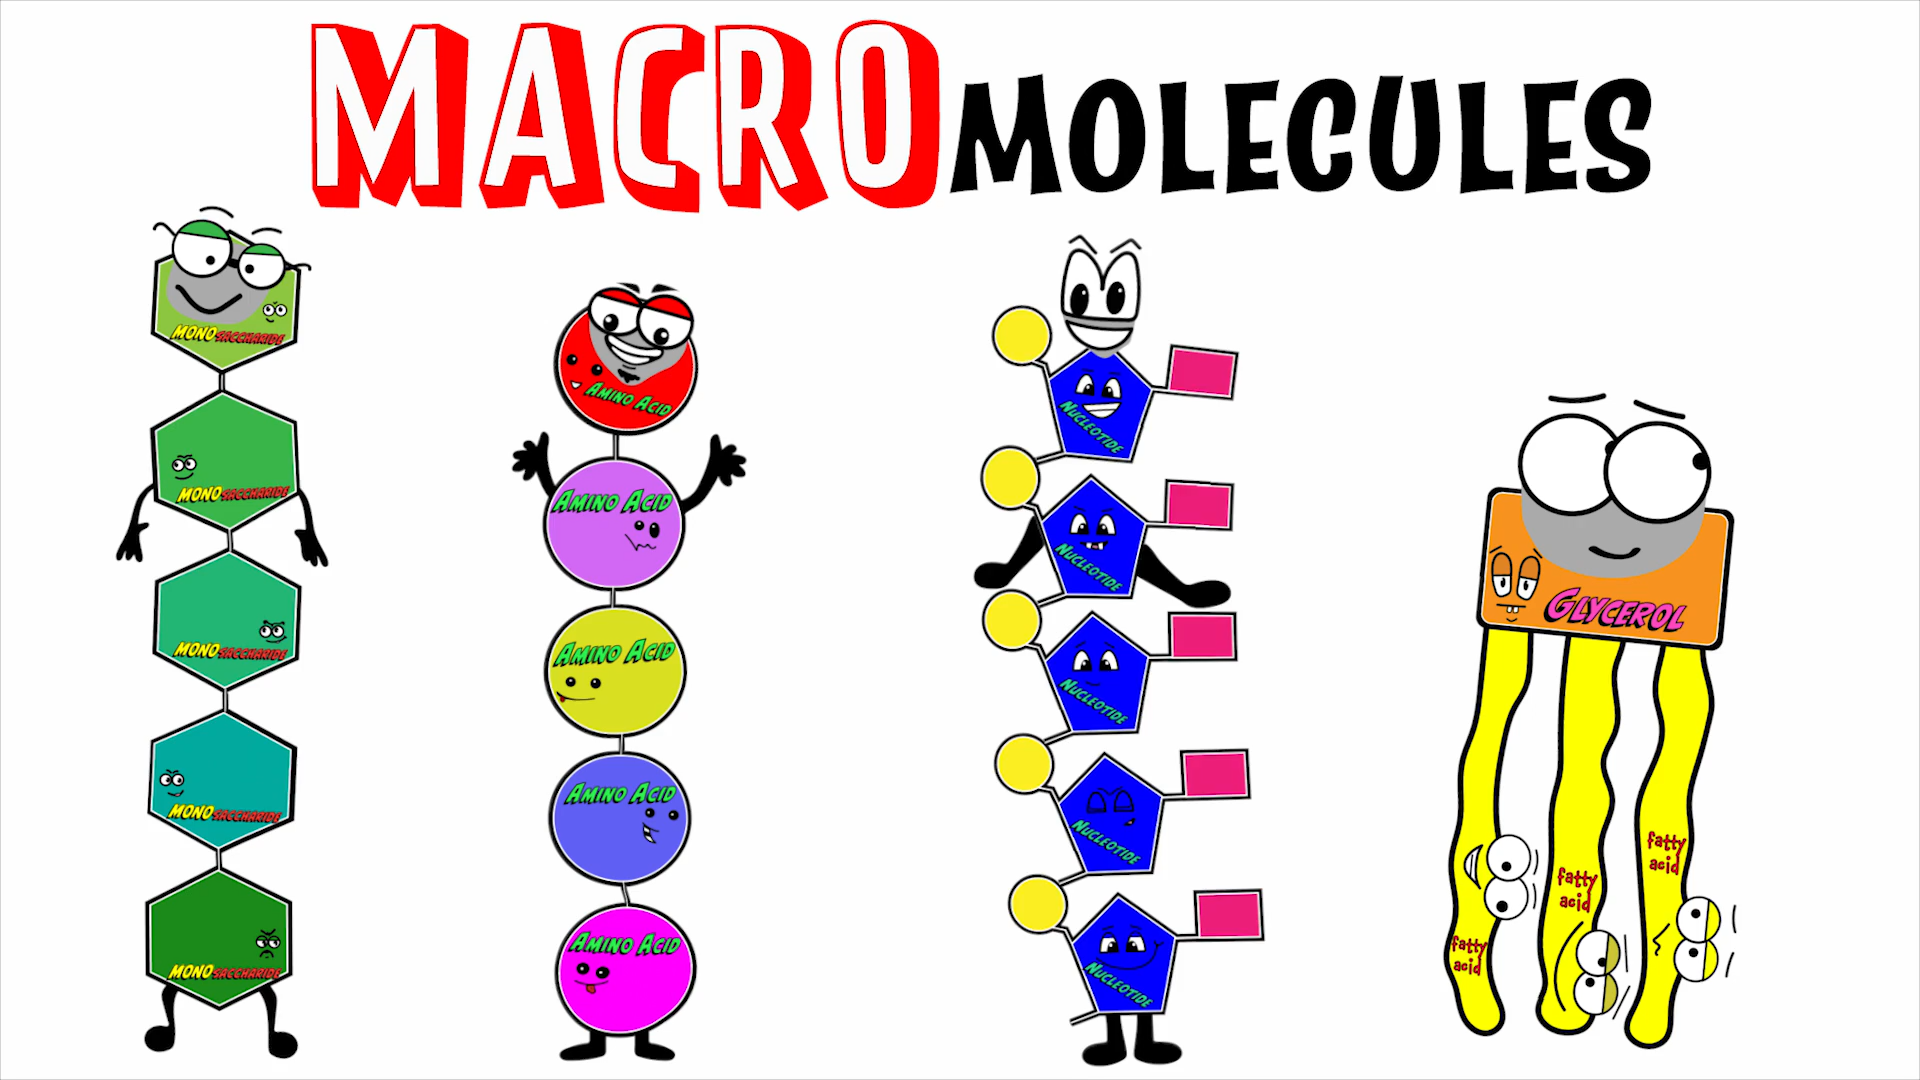 MACROMOLECULES
MONOSACCHARIDE
MONOSACCHARIDE
MONOSACCHARIDE
MONOSACCHARIDE
MONOSACCHARIDE
AMINO ACID
AMINO ACID
AMINO ACID
AMINO ACID
AMINO ACID
NUCLEOTIDE
NUCLEOTIDE
NUCLEOTIDE
NUCLEOTIDE
NUCLEOTIDE
GLYCEROL
fatty
acid
fatty
acid
fatty
acid